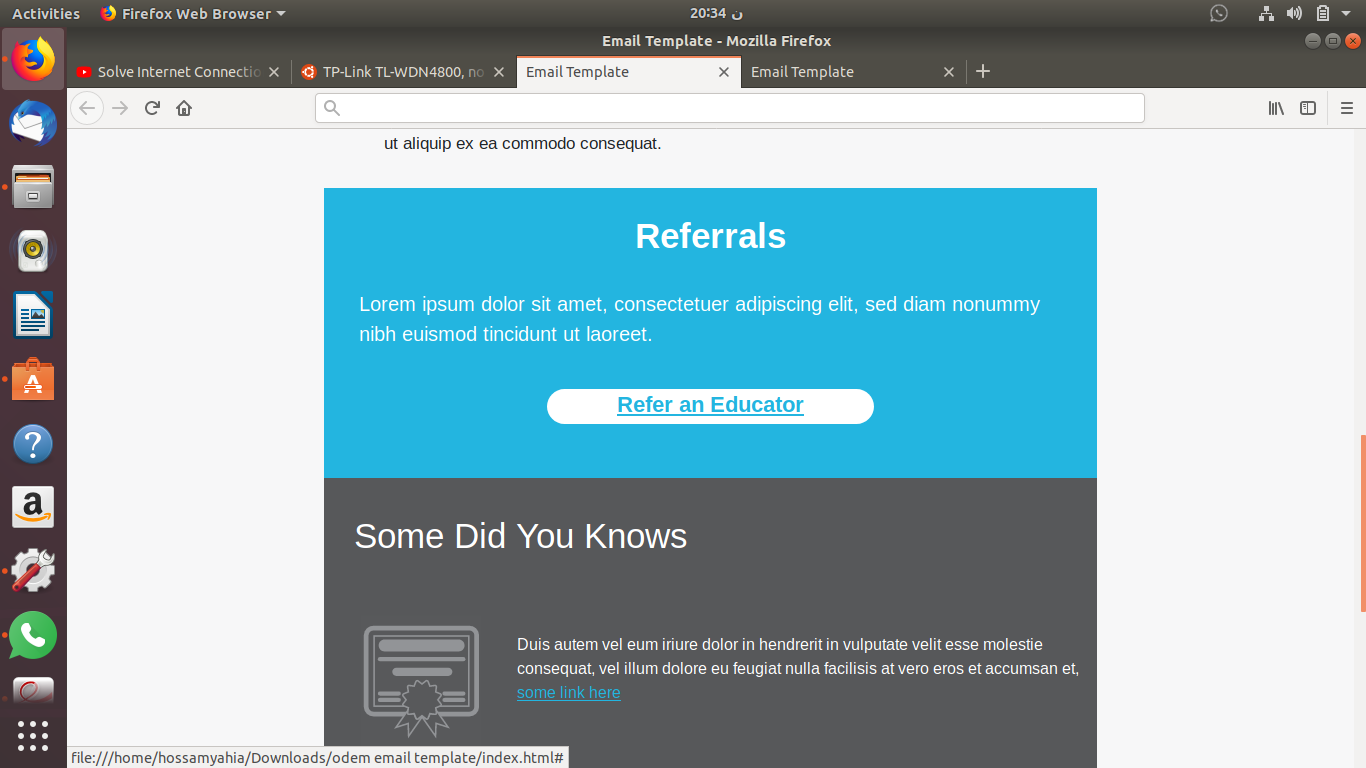 Activities
Firefox Web Browser
20:34 ن
Email Template - Mozilla Firefox
Solve Internet Connectio
TP-Link TL-WDN4800, no
Email Template
Email Template
ut aliquip ex ea commodo consequat.
Referrals
Lorem ipsum dolor sit amet, consectetuer adipiscing elit, sed diam nonummy
nibh euismod tincidunt ut laoreet.
Refer an Educator
Some Did You Knows
Duis autem vel eum iriure dolor in hendrerit in vulputate velit esse molestie
consequat, vel illum dolore eu feugiat nulla facilisis at vero eros et accumsan et,
some link here
file:///home/hossamyahia/Downloads/odem email template/index.html#